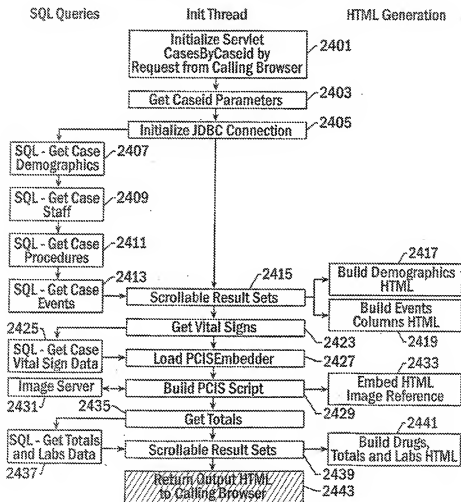 SQL Queries
Init Thread
HTML Generation
Initialize Servlet
CasesByCaseId by
Request from Calling Browser
2401
Get Caseid Parameters
2403
Initialize JDBC Connection
2405
SQL - Get Case
Demographics
2407
SQL - Get Case
Staff
2409
SQL - Get Case
Procedures
2411
SQL - Get Case
Events
2413
Scrollable Result Sets
2415
2417
Build Demographics
HTML
Build Events
Columns HTML
2419
Get Vital Signs
2423
2425
SQL - Get Case
Vital Sign Data
Load PCISEmbedder
2427
Image Server
2431
Build PCIS Script
2429
2433
Embed HTML
Image Reference
2435
Get Totals
SQL - Get Totals
and Labs Data
2437
Scrollable Result Sets
2439
2441
Build Drugs,
Totals and Labs HTML
Return Output HTML
to Calling Browser
2443